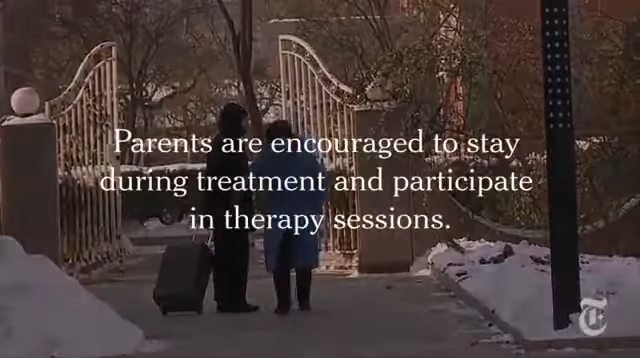 Parents are encouraged to stay
during treatment and participate
in therapy sessions.
T